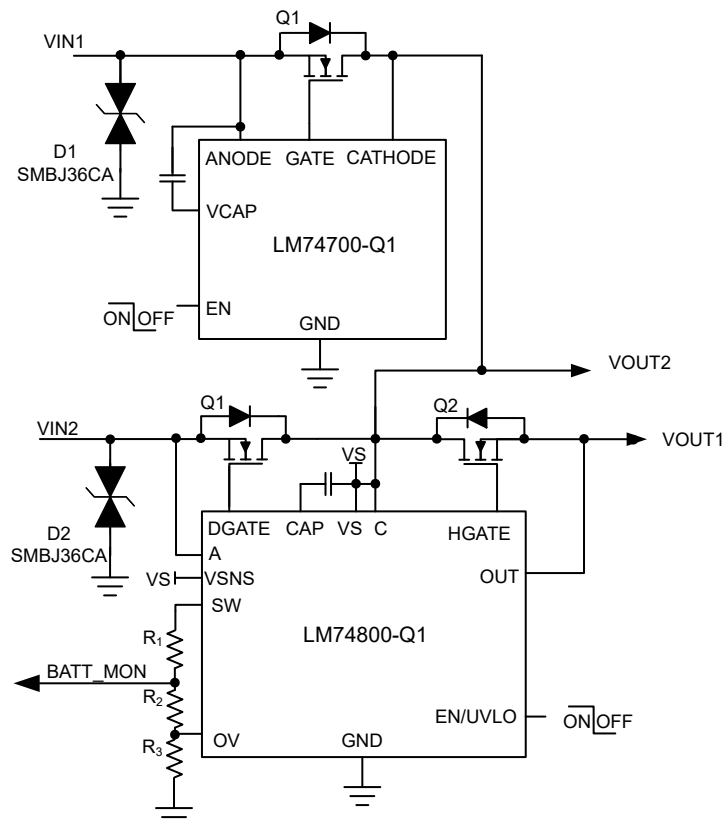 Q1
VIN1
D1
SMBJ36CA
ANODE GATE CATHODE
VCAP
LM74700-Q1
EN
ON OFF
GND
VOUT2
Q1
Q2
VIN2
VOUT1
VS
D2
SMBJ36CA
DGATE CAP VS C HGATE
A
VS VSNS
OUT
SW
R1
LM74800-Q1
BATT_MON
R2
EN/UVLO
ON OFF
R3
OV
GND